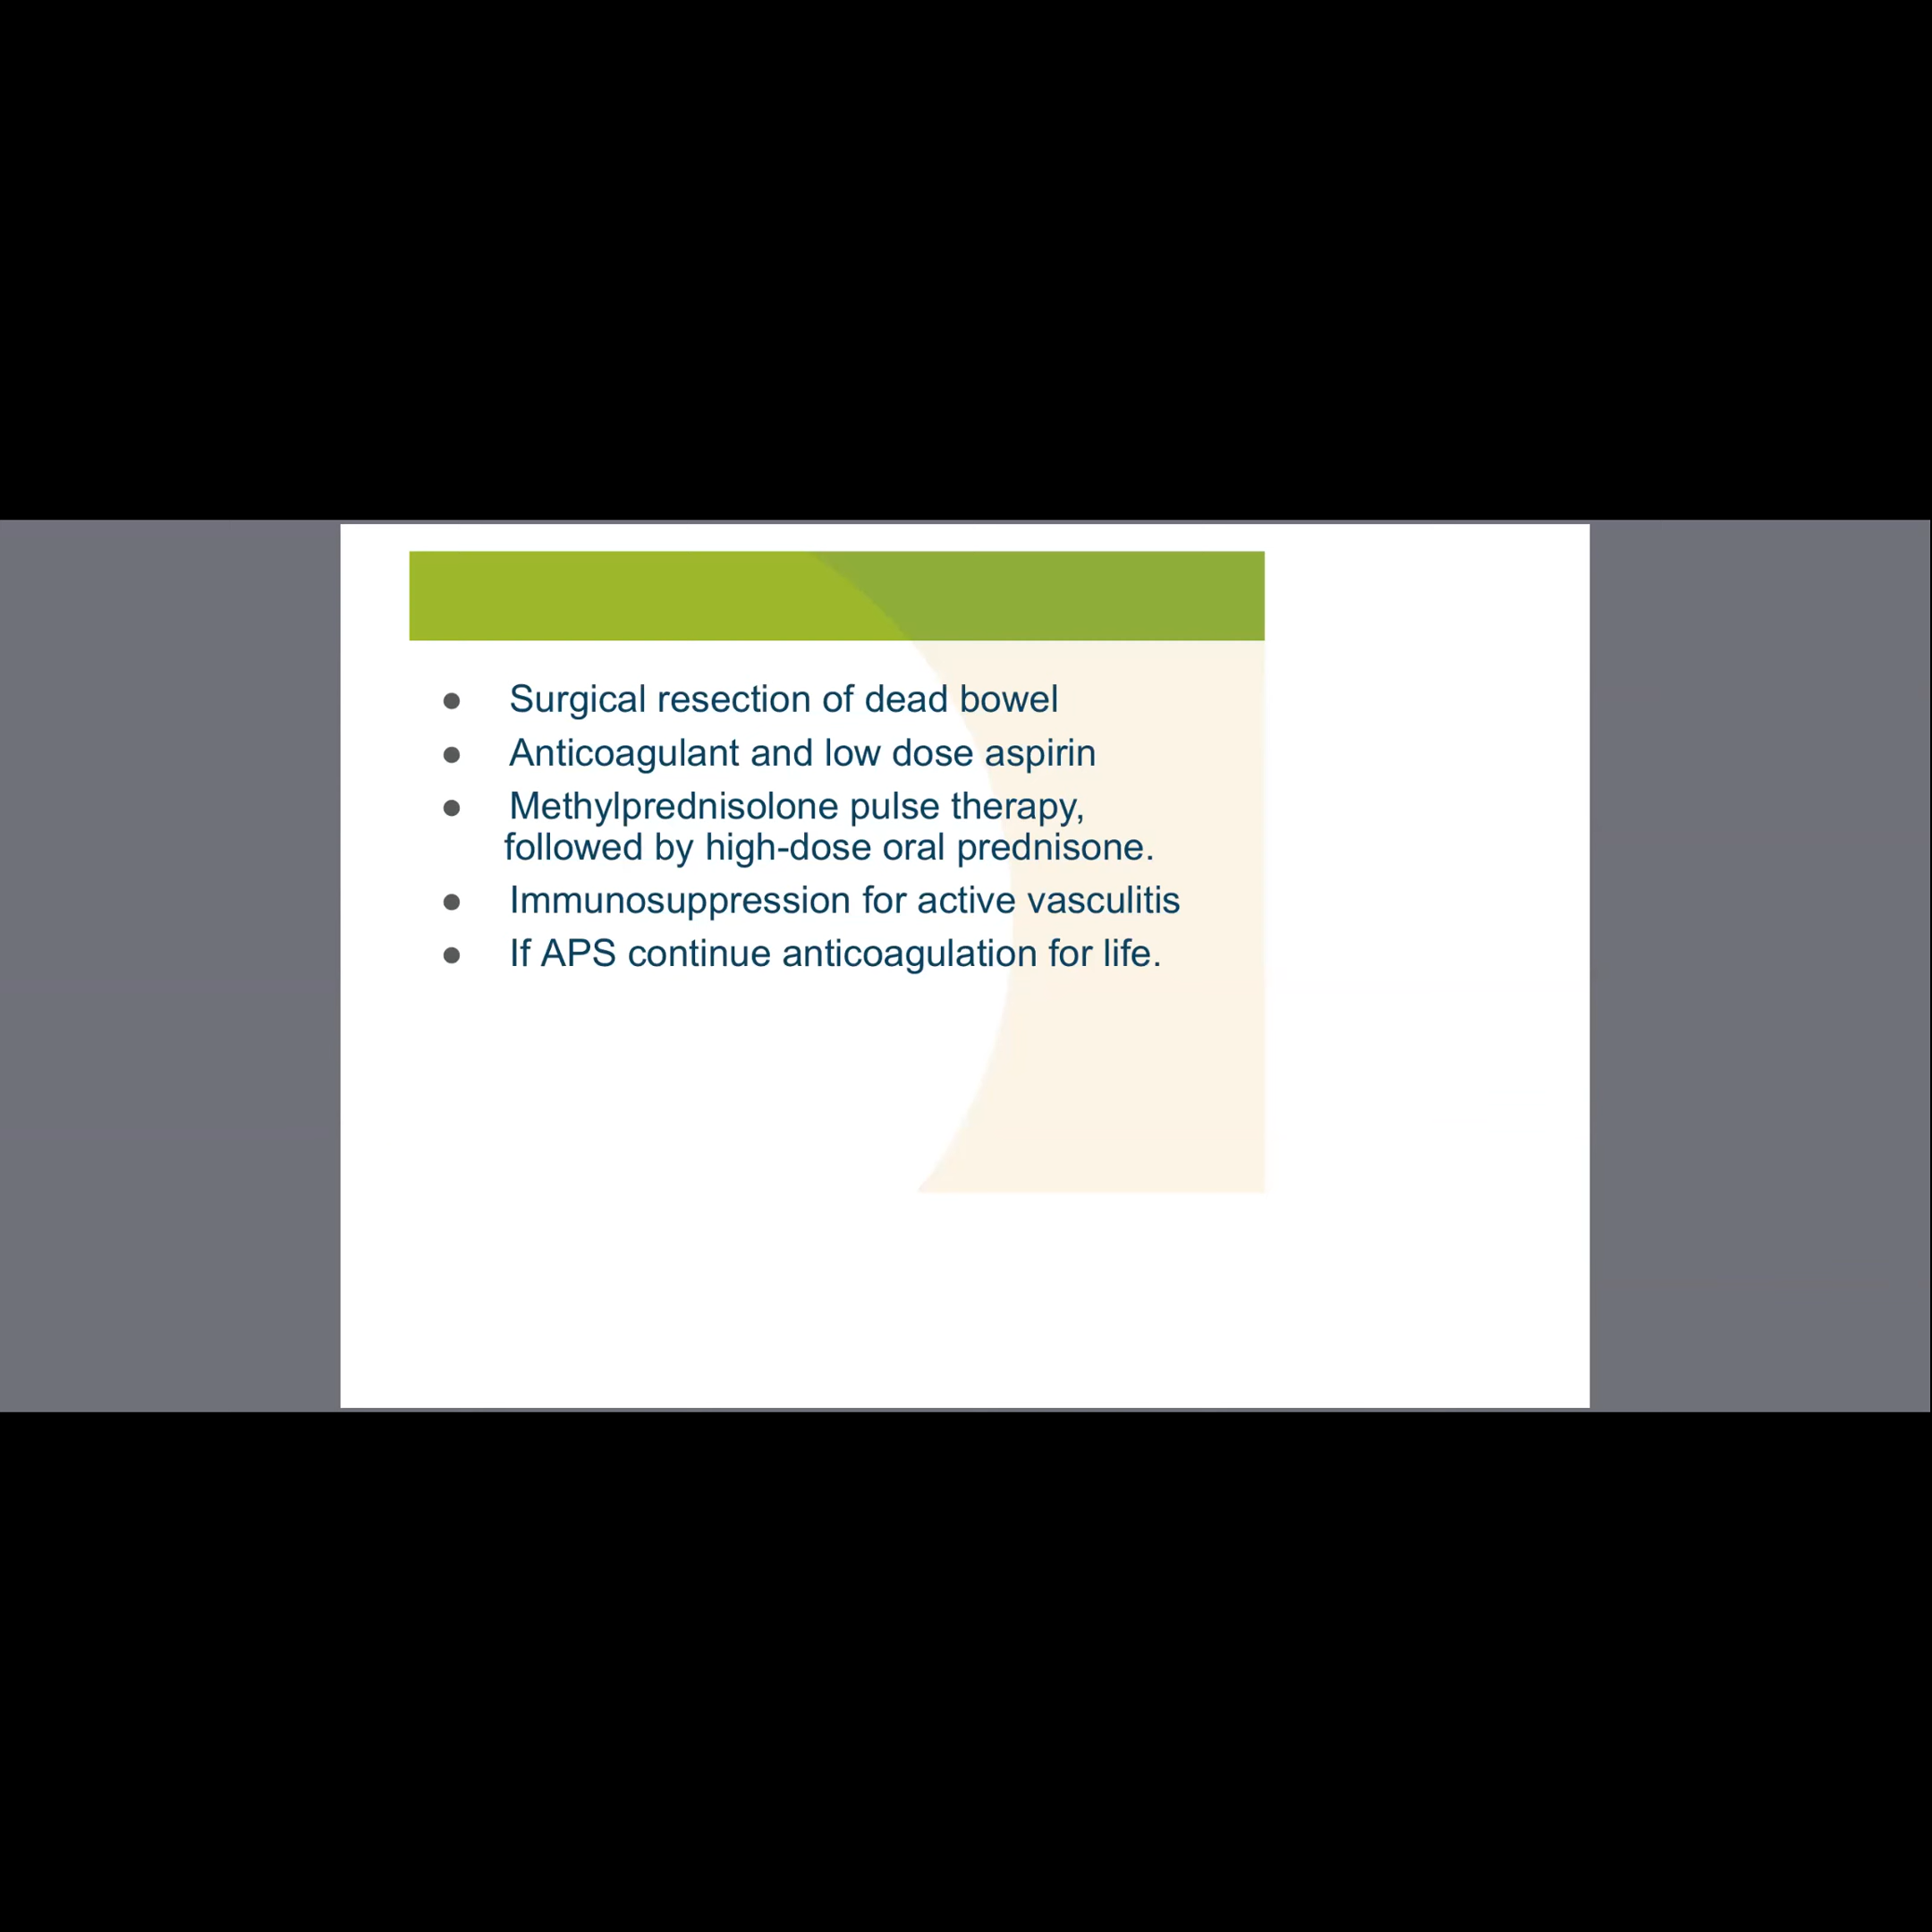 Surgical resection of dead bowel
Anticoagulant and low dose aspirin
Methylprednisolone pulse therapy,
followed by high-dose oral prednisone.
Immunosuppression for active vasculitis
If APS continue anticoagulation for life.